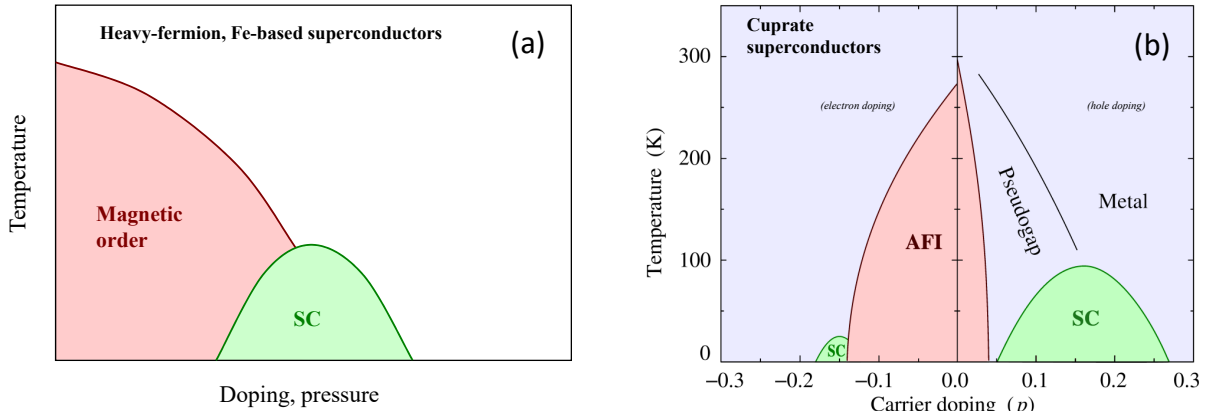 Heavy-fermion, Fe-based superconductors
(a)
Temperature
Magnetic
order
SC
Doping, pressure
Cuprate
superconductors
(b)
300
(electron doping)
(hole doping)
Temperature (K)
200
Pseudogap
Metal
AFI
100
SC
SC
0
−0.3
−0.2
−0.1
0.0
0.1
0.2
0.3
Carrier doping (p)